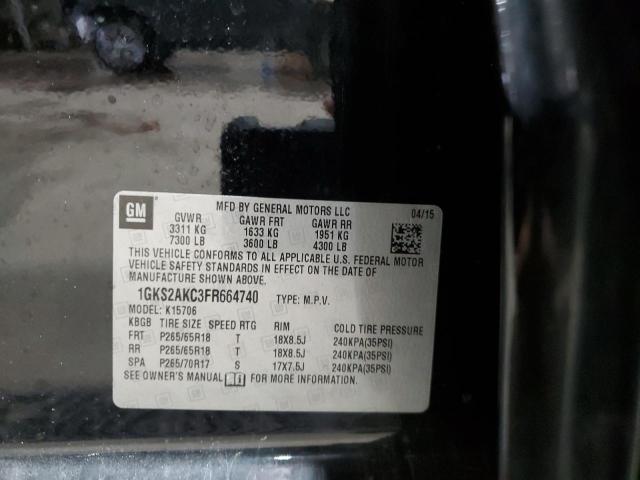 GM
MFD BY GENERAL MOTORS LLC 04/15
GVWR GAWR FRT GAWR RR
3311 KG 1633 KG 1951 KG
7300 LB 3600 LB 4300 LB
THIS VEHICLE CONFORMS TO ALL APPLICABLE U.S. FEDERAL MOTOR
VEHICLE SAFETY STANDARDS IN EFFECT ON THE DATE OF
MANUFACTURE SHOWN ABOVE.
1GKS2AKC3FR664740 TYPE: M.P.V.
MODEL: K15706
KBGB TIRE SIZE SPEED RTG RIM COLD TIRE PRESSURE
FRT P265/65R18 T 18X8.5J 240KPA(35PSI)
RR P265/65R18 T 18X8.5J 240KPA(35PSI)
SPA P265/70R17 S 17X7.5J 240KPA(35PSI)
SEE OWNER'S MANUAL FOR MORE INFORMATION.